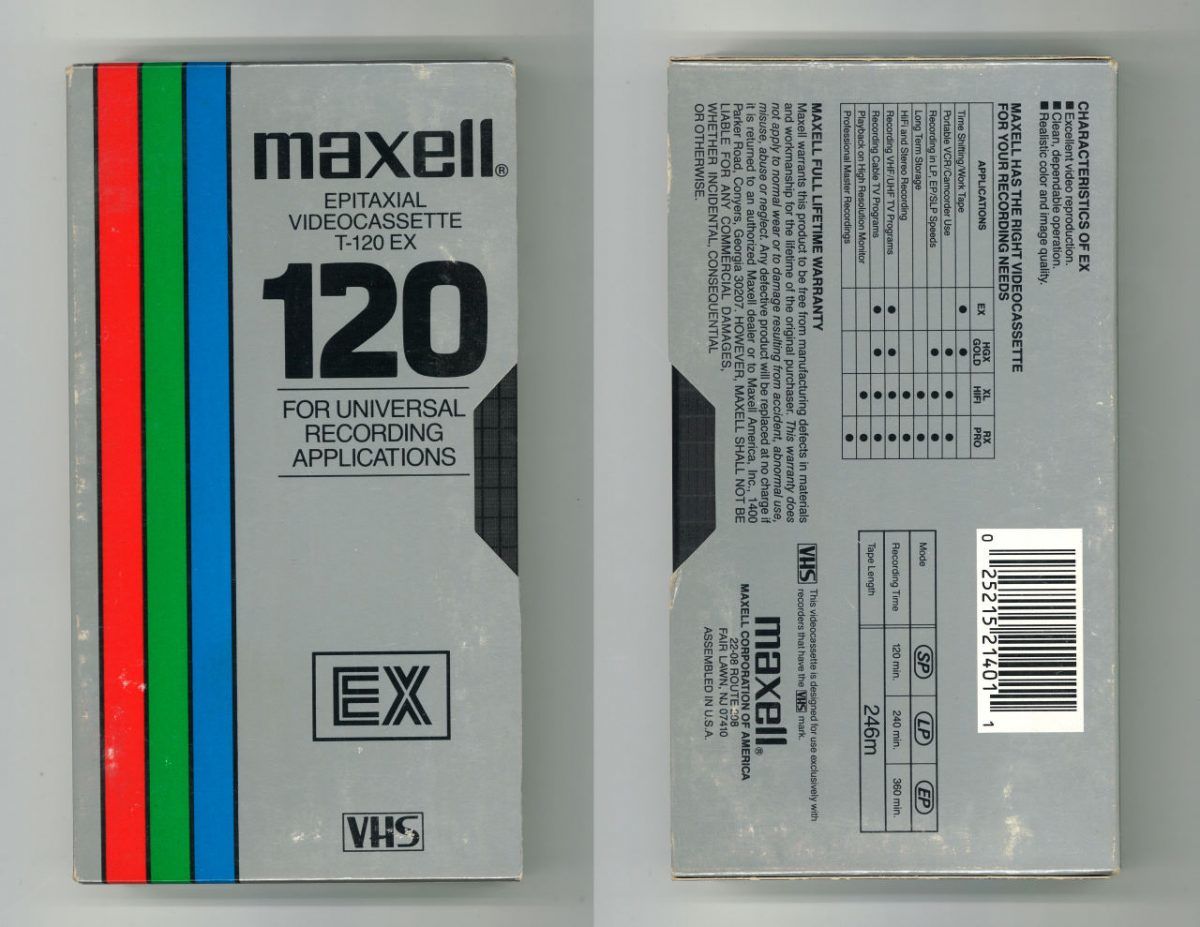 maxell®
EPITAXIAL
VIDEOCASSETTE
T-120 EX
120
FOR UNIVERSAL
RECORDING
APPLICATIONS
EX
VHS
CHARACTERISTICS OF EX
■ Excellent video reproduction.
■ Clean, dependable operation.
■ Realistic color and image quality.
MAXELL HAS THE RIGHT VIDEOCASSETTE
FOR YOUR RECORDING NEEDS
APPLICATIONS EX HGX GOLD XL HIFI RX PRO
Time Shifting/Work Tape ● ●
Portable VCR/Camcorder Use ● ● ●
Recording in LP, EP/SLP Speeds ● ● ●
Long Term Storage ● ●
HiFi and Stereo Recording ● ●
Recording VHF/UHF TV Programs ● ● ● ●
Recording Cable TV Programs ● ● ● ●
Playback on High Resolution Monitor ● ●
Professional Master Recordings ●
MAXELL FULL LIFETIME WARRANTY
Maxell warrants this product to be free from manufacturing defects in materials
and workmanship for the lifetime of the original purchaser. This warranty does
not apply to normal wear or to damage resulting from accident, abnormal use,
misuse, abuse or neglect. Any defective product will be replaced at no charge if
it is returned to an authorized Maxell dealer or to Maxell America, Inc., 1400
Parker Road, Conyers, Georgia 30207. HOWEVER, MAXELL SHALL NOT BE
LIABLE FOR ANY COMMERCIAL DAMAGES,
WHETHER INCIDENTAL, CONSEQUENTIAL
OR OTHERWISE.
0 25215 21401 1
Mode SP LP EP
Recording Time 120 min. 240 min. 360 min.
Tape Length 246m
VHS This videocassette is designed for use exclusively with
recorders that have the VHS mark.
maxell®
MAXELL CORPORATION OF AMERICA
22-08 ROUTE 208
FAIR LAWN, NJ 07410
ASSEMBLED IN U.S.A.